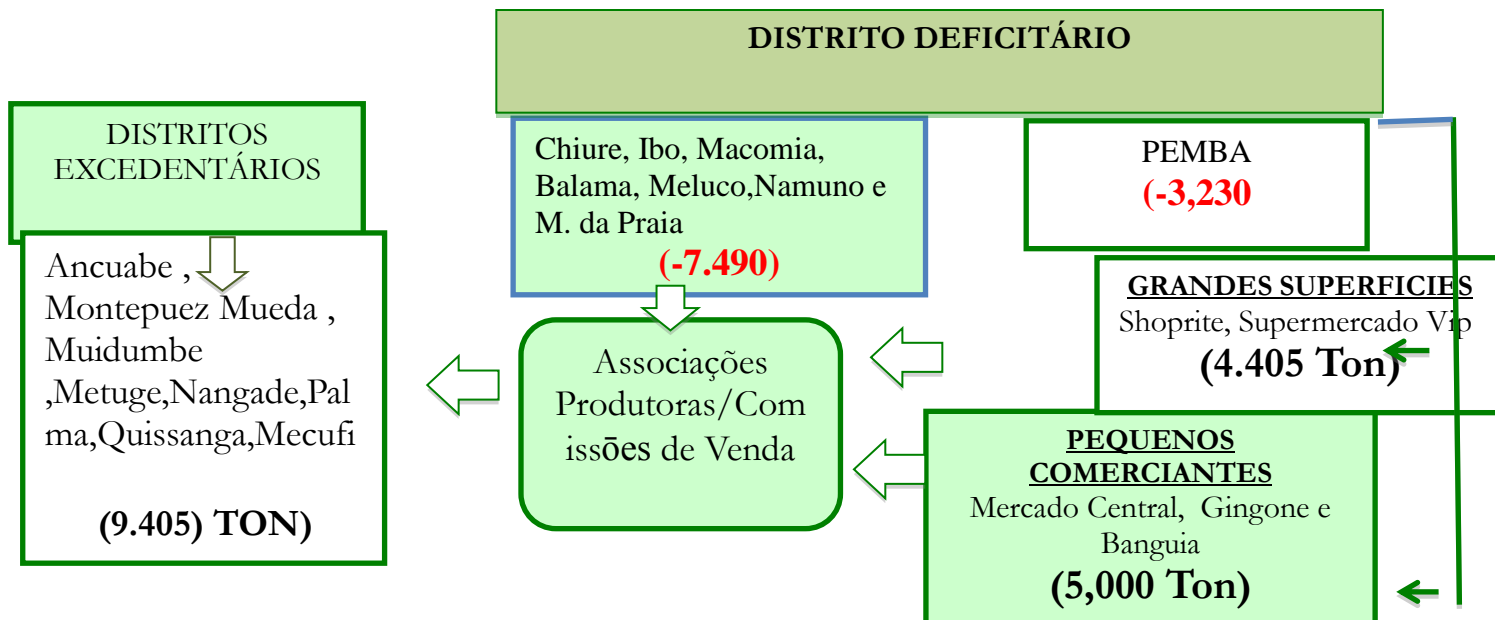 DISTRITO DEFICITÁRIO
DISTRITOS
EXCEDENTÁRIOS
Ancuabe ,
Montepuez Mueda ,
Muidumbe
,Metuge,Nangade,Pal
ma,Quissanga,Mecufi
(9.405) TON)
Chiure, Ibo, Macomia,
Balama, Meluco,Namuno e
M. da Praia
(-7.490)
Associações
Produtoras/Com
issões de Venda
PEMBA
(-3,230
GRANDES SUPERFICIES
Shoprite, Supermercado Vip
(4.405 Ton)
PEQUENOS
COMERCIANTES
Mercado Central, Gingone e
Banguia
(5,000 Ton)